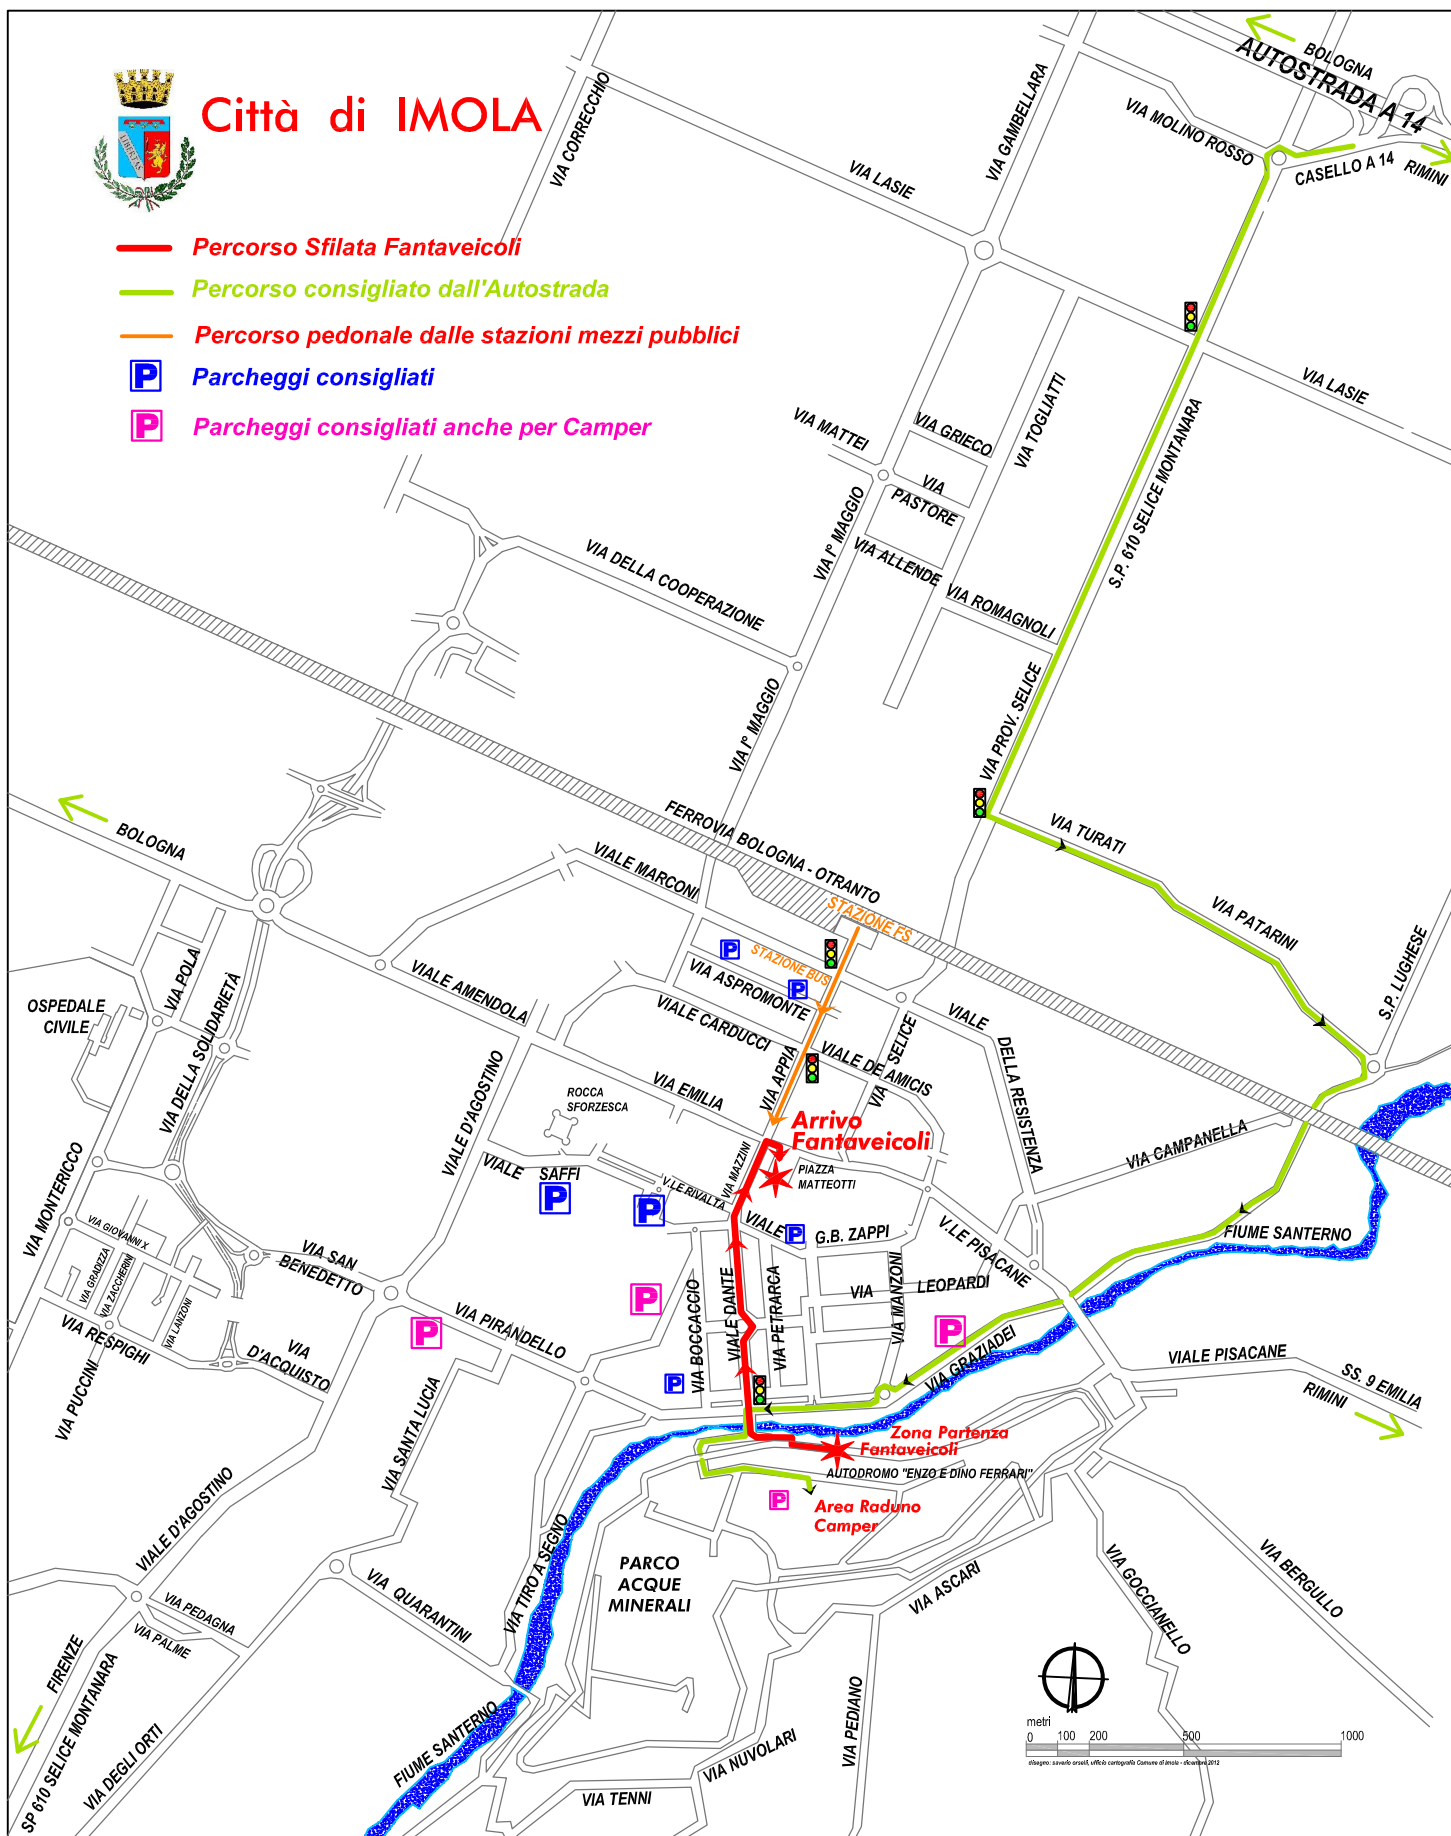 Città di IMOLA
LIBERTAS
Percorso Sfilata Fantaveicoli
Percorso consigliato dall'Autostrada
Percorso pedonale dalle stazioni mezzi pubblici
P Parcheggi consigliati
P Parcheggi consigliati anche per Camper
BOLOGNA
AUTOSTRADA A 14
VIA MOLINO ROSSO
CASELLO A 14
RIMINI
VIA CORRECCHIO
VIA GAMBELLARA
VIA LASIE
VIA LASIE
VIA TOGLIATTI
VIA MATTEI
VIA GRIECO
VIA
PASTORE
VIA ALLENDE
VIA ROMAGNOLI
S.P. 610 SELICE MONTANARA
VIA I° MAGGIO
VIA DELLA COOPERAZIONE
VIA I° MAGGIO
VIA PROV. SELICE
VIA TURATI
VIA PATARINI
S.P. LUGHESE
FERROVIA BOLOGNA - OTRANTO
BOLOGNA
VIALE MARCONI
STAZIONE FS
STAZIONE BUS
P
P
VIA ASPROMONTE
VIALE CARDUCCI
VIALE AMENDOLA
VIA POLA
OSPEDALE
CIVILE
VIA DELLA SOLIDARIETÀ
VIALE D'AGOSTINO
VIA EMILIA
VIA APPIA
VIALE DE AMICIS
VIA SELICE
VIALE
DELLA RESISTENZA
ROCCA
SFORZESCA
Arrivo
Fantaveicoli
PIAZZA
MATTEOTTI
VIA MAZZINI
VIALE SAFFI
P
P
V.LE RIVALTA
VIALE
P
G.B. ZAPPI
VIA CAMPANELLA
FIUME SANTERNO
V.LE PISACANE
VIA MONTERICCO
VIA GIOVANNI X
VIA GRADIZZA
VIA ZACCHERINI
VIA LANZONI
VIA RESPIGHI
VIA PUCCINI
VIA SAN
BENEDETTO
VIA
D'ACQUISTO
VIA PIRANDELLO
P
P
P
P
VIA BOCCACCIO
VIALE DANTE
VIA PETRARCA
VIA LEOPARDI
VIA MANZONI
VIA GRAZIADEI
VIALE PISACANE
SS. 9 EMILIA
RIMINI
VIA SANTA LUCIA
VIALE D'AGOSTINO
Zona Partenza
Fantaveicoli
AUTODROMO "ENZO E DINO FERRARI"
P
Area Raduno
Camper
VIA TIRO A SEGNO
PARCO
ACQUE
MINERALI
VIA QUARANTINI
VIA PEDAGNA
VIA PALME
FIRENZE
SP 610 SELICE MONTANARA
VIA DEGLI ORTI
FIUME SANTERNO
VIA TENNI
VIA NUVOLARI
VIA PEDIANO
VIA ASCARI
VIA GOCCIANELLO
VIA BERGULLO
metri
0 100 200 500 1000
disegno: saverio orselli, ufficio cartografia Comune di Imola - dicembre 2012